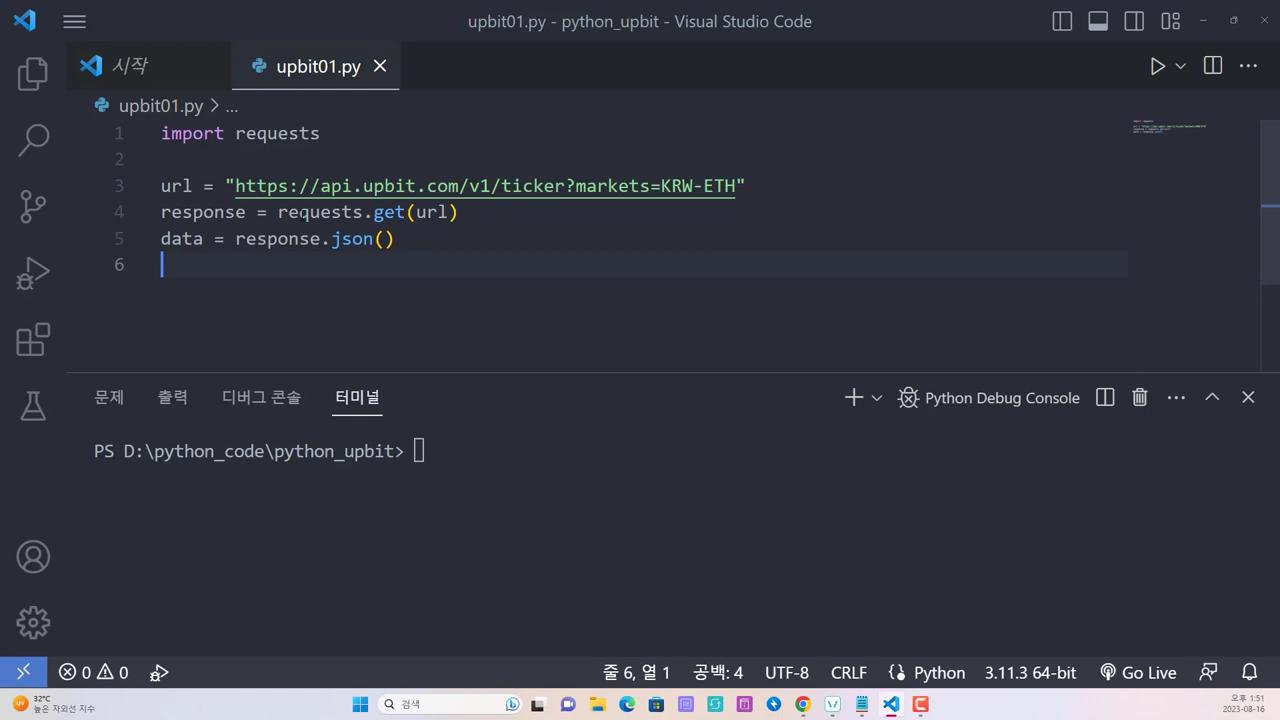 upbit01.py - python_upbit - Visual Studio Code
시작
upbit01.py
upbit01.py > ...
1 import requests
2
3 url = "https://api.upbit.com/v1/ticker?markets=KRW-ETH"
4 response = requests.get(url)
5 data = response.json()
6
문제 출력 디버그 콘솔 터미널
Python Debug Console
PS D:\python_code\python_upbit>
0 0 줄 6, 열 1 공백: 4 UTF-8 CRLF Python 3.11.3 64-bit Go Live
32°C
높은 자외선 지수
검색
오후 1:51
2023-08-16